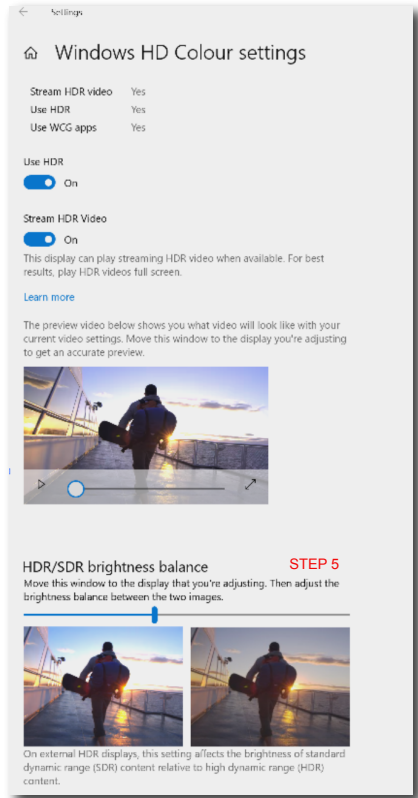 Settings
Windows HD Colour settings
Stream HDR video Yes
Use HDR Yes
Use WCG apps Yes
Use HDR
On
Stream HDR Video
On
This display can play streaming HDR video when available. For best
results, play HDR videos full screen.
Learn more
The preview video below shows you what video will look like with your
current video settings. Move this window to the display you're adjusting
to get an accurate preview.
HDR/SDR brightness balance STEP 5
Move this window to the display that you're adjusting. Then adjust the
brightness balance between the two images.
On external HDR displays, this setting affects the brightness of standard
dynamic range (SDR) content relative to high dynamic range (HDR)
content.